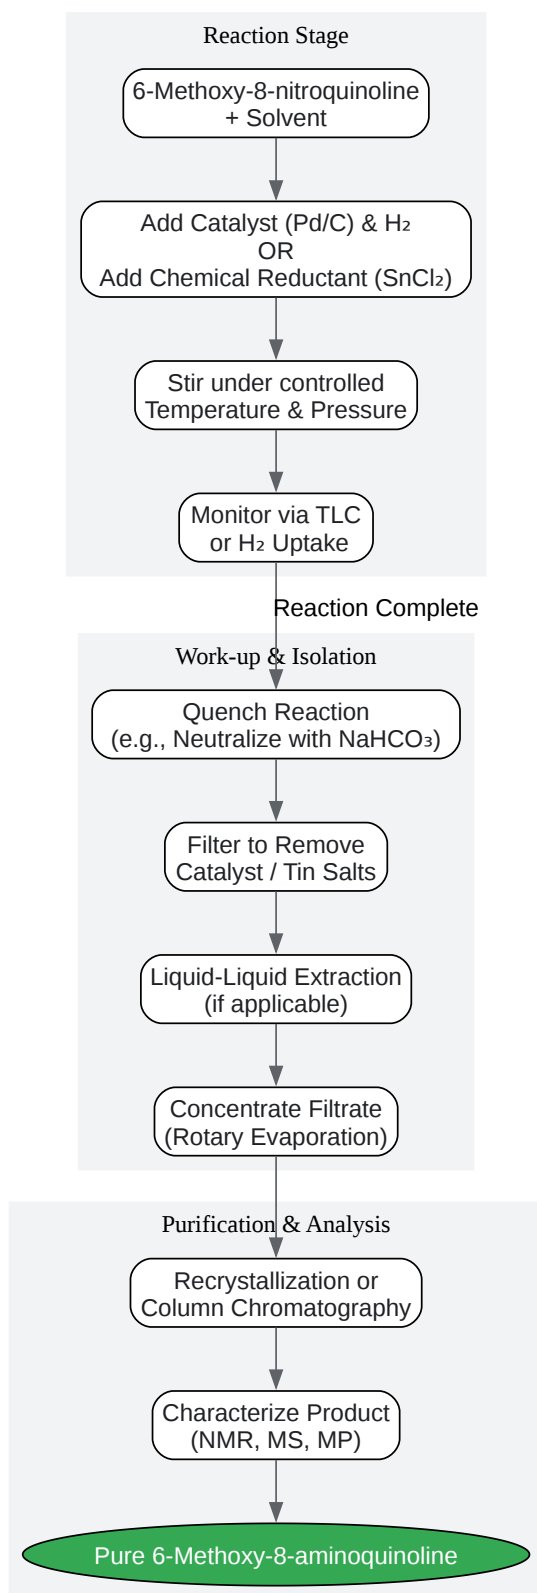 Reaction Stage
6-Methoxy-8-nitroquinoline
+ Solvent
Add Catalyst (Pd/C) & H₂
OR
Add Chemical Reductant (SnCl₂)
Stir under controlled
Temperature & Pressure
Monitor via TLC
or H₂ Uptake
Reaction Complete
Work-up & Isolation
Quench Reaction
(e.g., Neutralize with NaHCO₃)
Filter to Remove
Catalyst / Tin Salts
Liquid-Liquid Extraction
(if applicable)
Concentrate Filtrate
(Rotary Evaporation)
Purification & Analysis
Recrystallization or
Column Chromatography
Characterize Product
(NMR, MS, MP)
Pure 6-Methoxy-8-aminoquinoline